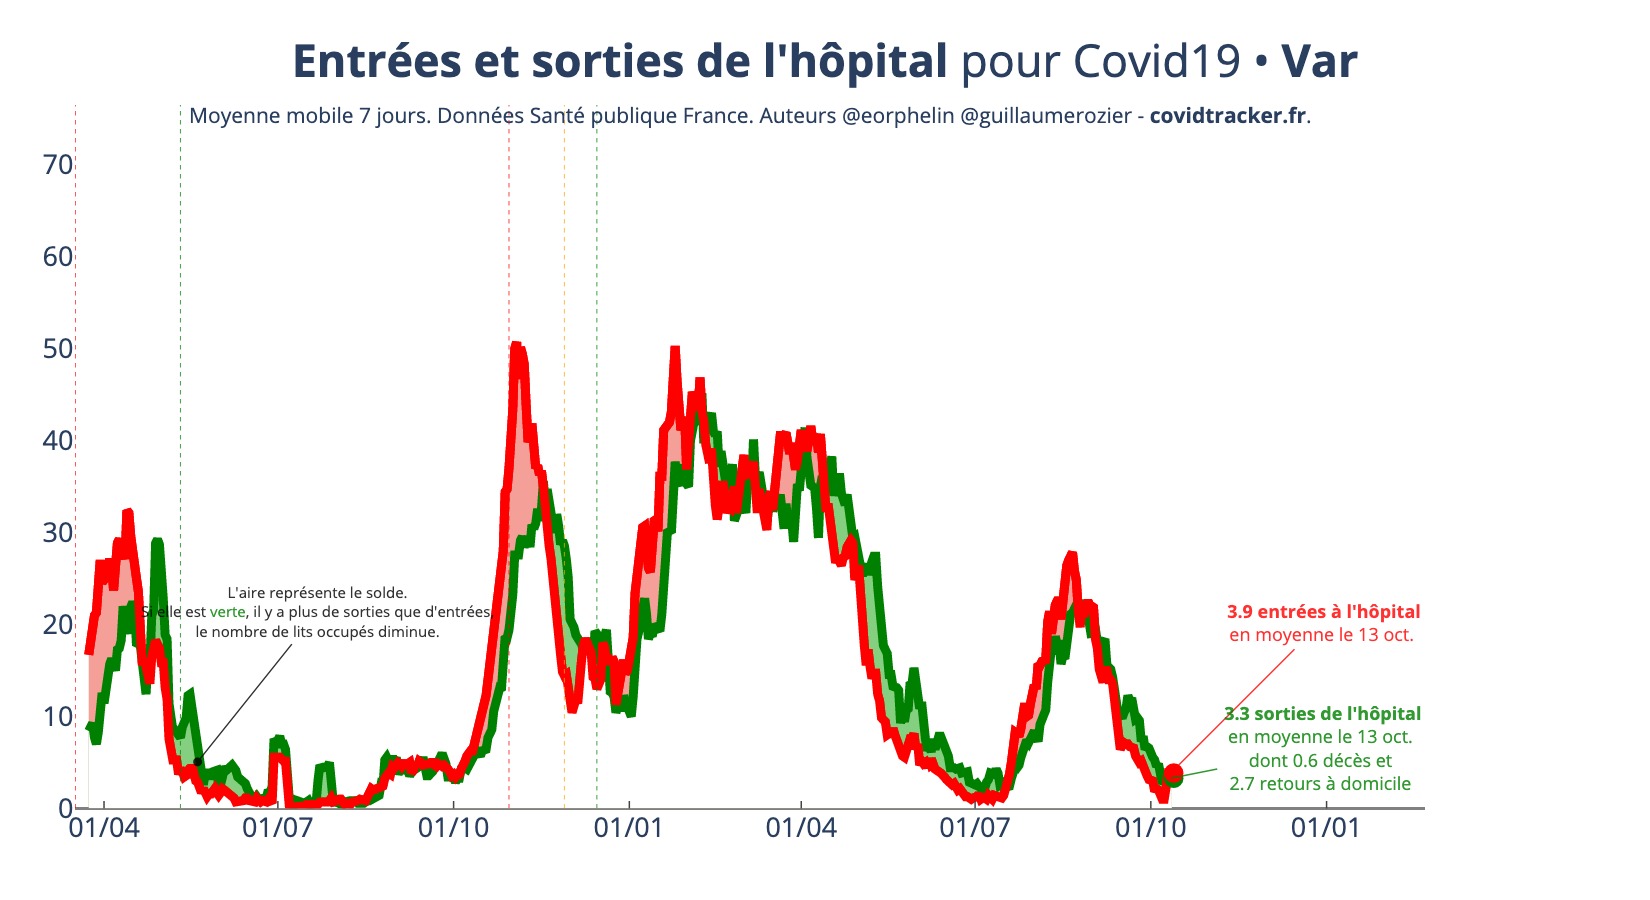 Entrées et sorties de l'hôpital pour Covid19 • Var
Moyenne mobile 7 jours. Données Santé publique France. Auteurs @eorphelin @guillaumerozier - covidtracker.fr.
70
60
50
40
30
20
10
0
L'aire représente le solde.
Si elle est verte, il y a plus de sorties que d'entrées,
le nombre de lits occupés diminue.
3.9 entrées à l'hôpital
en moyenne le 13 oct.
3.3 sorties de l'hôpital
en moyenne le 13 oct.
dont 0.6 décès et
2.7 retours à domicile
01/04 01/07 01/10 01/01 01/04 01/07 01/10 01/01